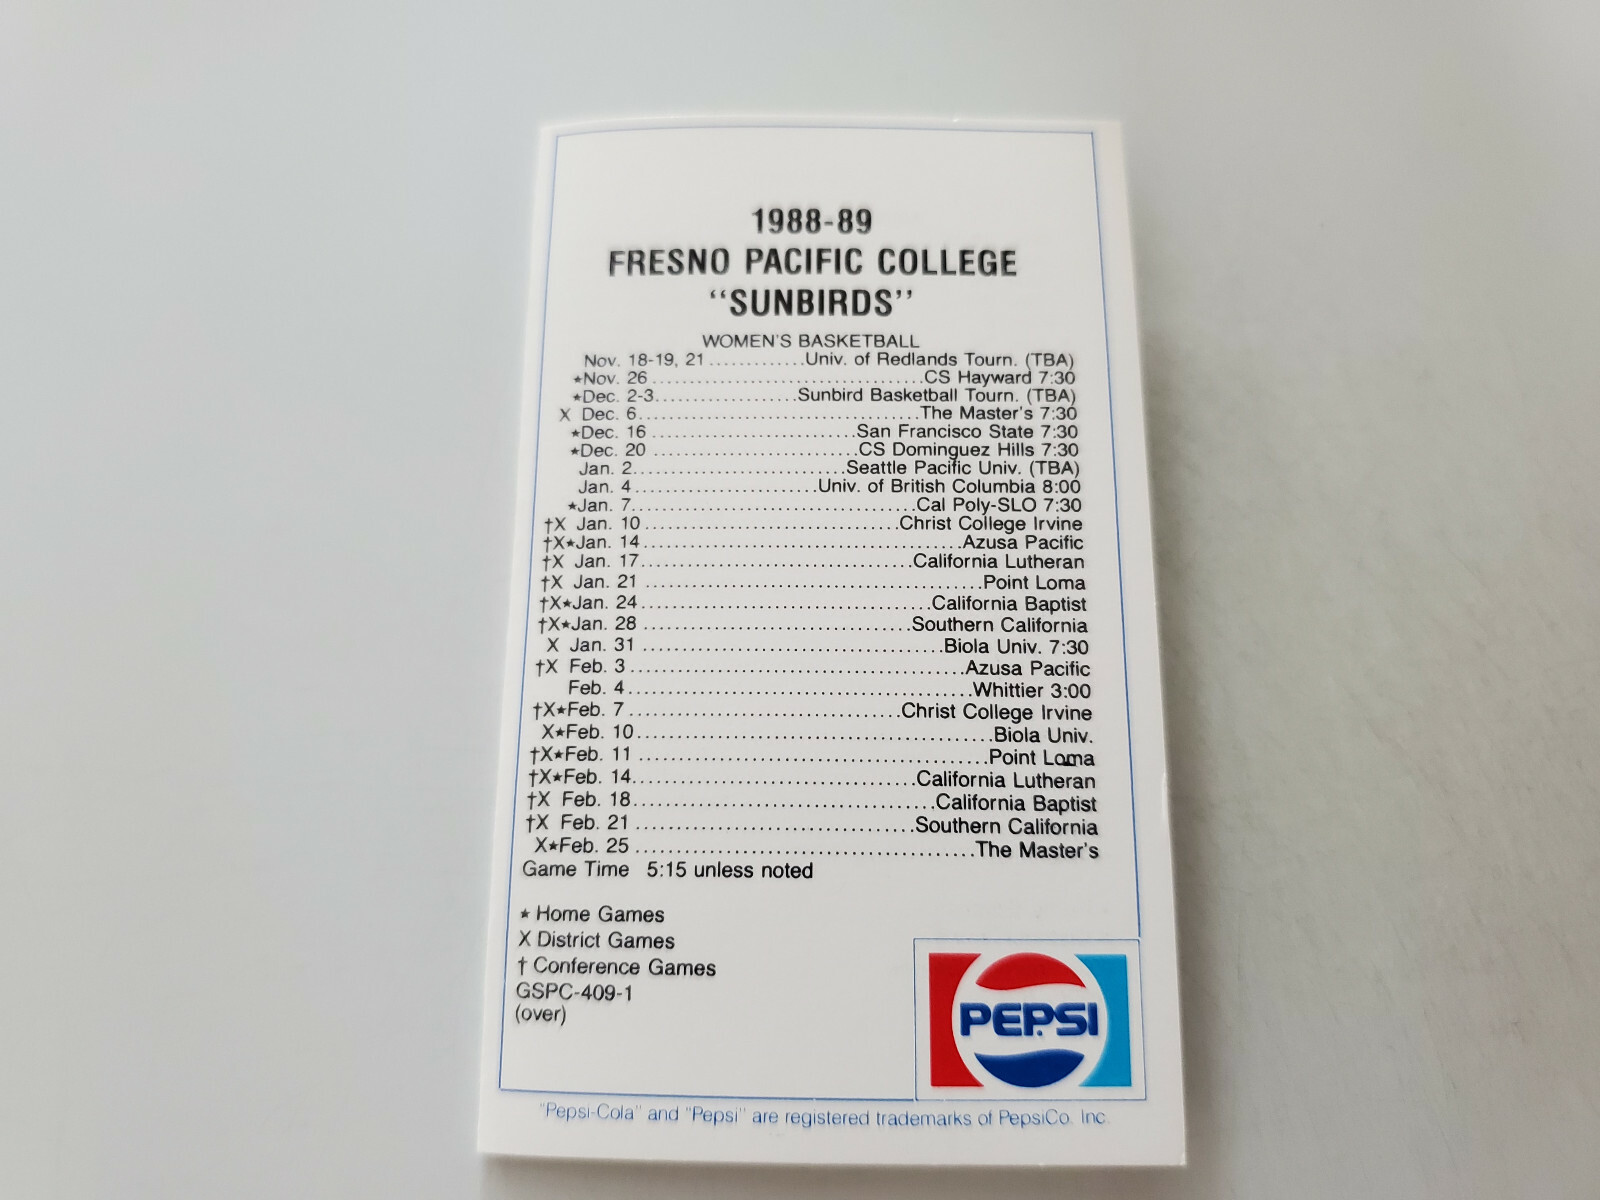 1988-89
FRESNO PACIFIC COLLEGE
"SUNBIRDS"
WOMEN'S BASKETBALL
Nov. 18-19, 21 ............Univ. of Redlands Tourn. (TBA)
★Nov. 26 .................................CS Hayward 7:30
★Dec. 2-3..................Sunbird Basketball Tourn. (TBA)
X Dec. 6...................................The Master's 7:30
★Dec. 16 .........................San Francisco State 7:30
★Dec. 20 .........................CS Dominguez Hills 7:30
Jan. 2..........................Seattle Pacific Univ. (TBA)
Jan. 4......................Univ. of British Columbia 8:00
★Jan. 7...................................Cal Poly-SLO 7:30
†X Jan. 10 ...............................Christ College Irvine
†X★Jan. 14.......................................Azusa Pacific
†X Jan. 17.................................California Lutheran
†X Jan. 21 .........................................Point Loma
†X★Jan. 24...................................California Baptist
†X★Jan. 28 .................................Southern California
X Jan. 31 .....................................Biola Univ. 7:30
†X Feb. 3.........................................Azusa Pacific
Feb. 4..........................................Whittier 3:00
†X★Feb. 7 .................................Christ College Irvine
X★Feb. 10...........................................Biola Univ.
†X★Feb. 11 ...........................................Point Loma
†X★Feb. 14..................................California Lutheran
†X Feb. 18.....................................California Baptist
†X Feb. 21 ..................................Southern California
X★Feb. 25 .........................................The Master's
Game Time 5:15 unless noted
★ Home Games
X District Games
† Conference Games
GSPC-409-1
(over)
PEPSI
"Pepsi-Cola" and "Pepsi" are registered trademarks of PepsiCo. Inc.